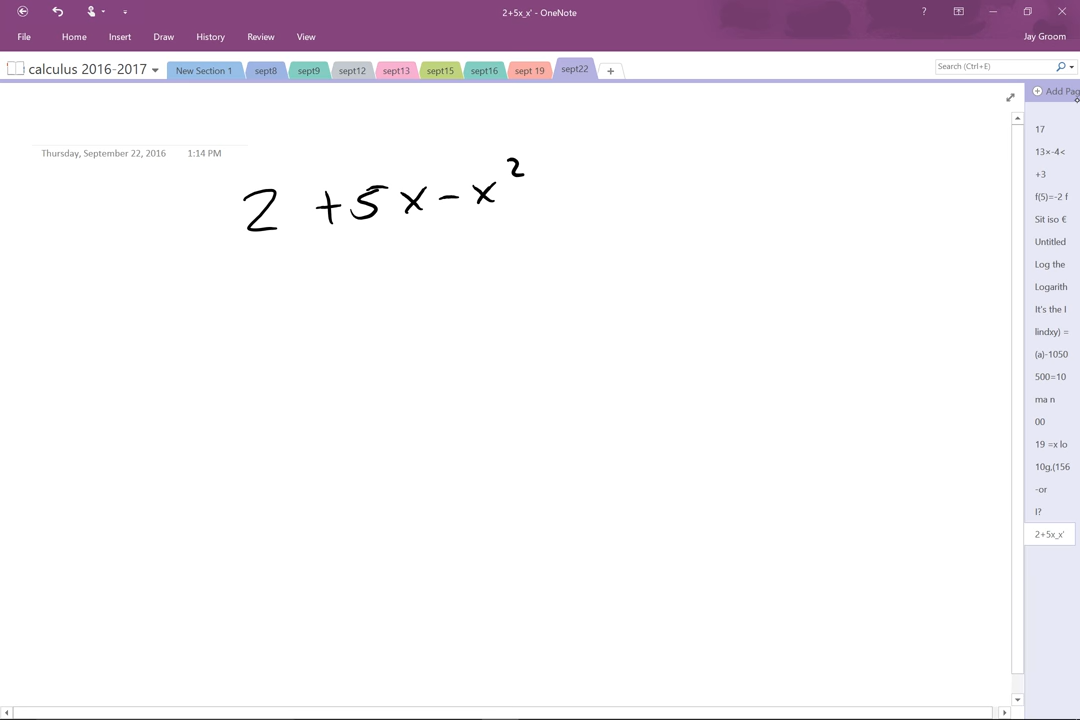 2+5x_x' - OneNote
?
File Home Insert Draw History Review View
Jay Groom
calculus 2016-2017 New Section 1 sept8 sept9 sept12 sept13 sept15 sept16 sept 19 sept22 +
Search (Ctrl+E)
Add Pag
Thursday, September 22, 2016 1:14 PM
2 +5x-x²
17
13×-4<
+3
f(5)=-2 f
Sit iso €
Untitled
Log the
Logarith
It's the I
lindxy) =
(a)-1050
500=10
ma n
00
19 =x lo
10g,(156
-or
I?
2+5x_x'